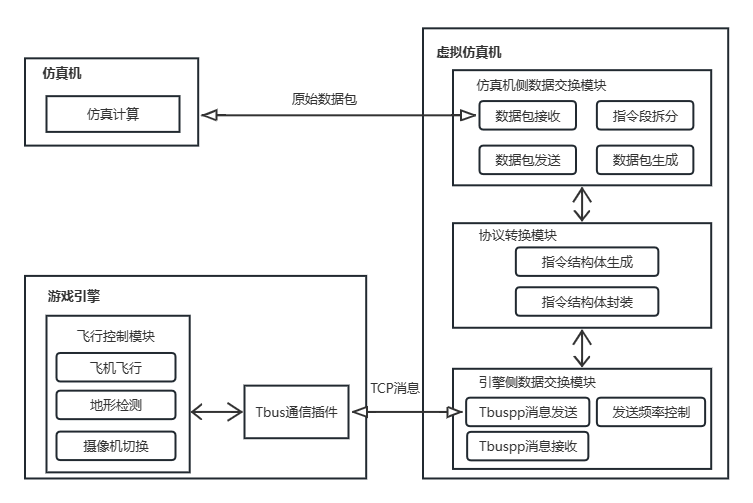 仿真机
仿真计算
原始数据包
虚拟仿真机
仿真机侧数据交换模块
数据包接收
指令段拆分
数据包发送
数据包生成
协议转换模块
指令结构体生成
指令结构体封装
游戏引擎
飞行控制模块
飞机飞行
地形检测
摄像机切换
Tbus通信插件
TCP消息
引擎侧数据交换模块
Tbuspp消息发送
发送频率控制
Tbuspp消息接收